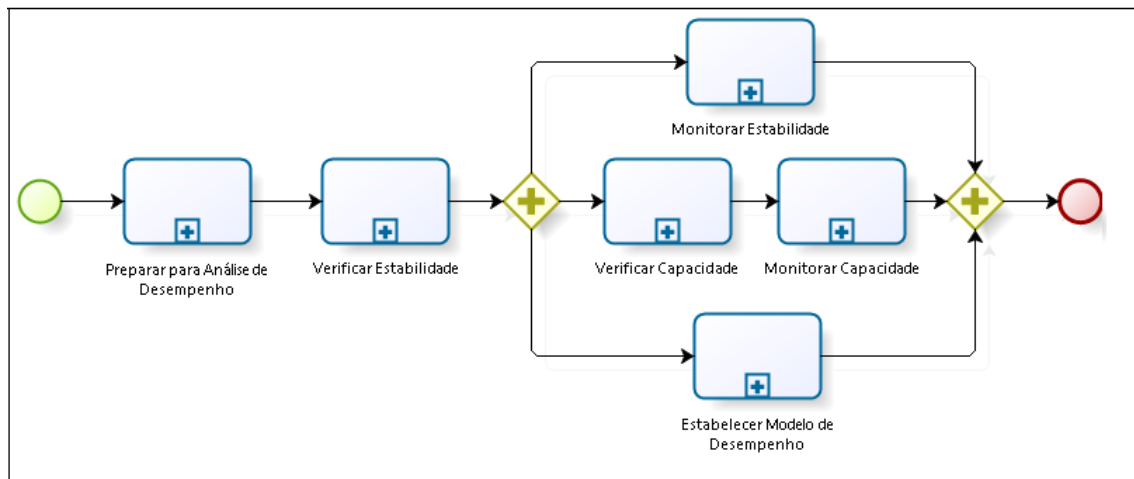 Monitorar Estabilidade
Preparar para Análise de
Desempenho
Verificar Estabilidade
Verificar Capacidade
Monitorar Capacidade
Estabelecer Modelo de
Desempenho